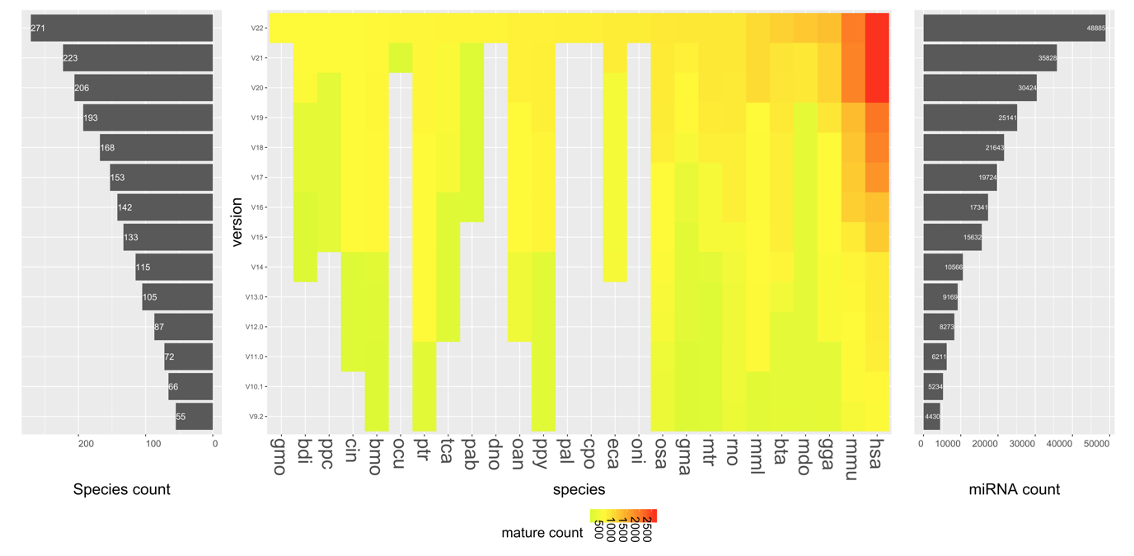 271
223
206
193
168
153
142
133
115
105
87
72
66
55
200
100
0
Species count
version
V22
V21
V20
V19
V18
V17
V16
V15
V14
V13.0
V12.0
V11.0
V10.1
V9.2
gmo
bdi
ppc
cin
bmo
ocu
ptr
tca
pab
dno
oan
ppy
pal
cpo
eca
oni
osa
gma
mtr
rno
mml
bta
mdo
gga
mmu
hsa
species
mature count
500
1000
1500
2000
2500
48885
35828
30424
25141
21643
19724
17341
15632
10566
9169
8273
6211
5234
4430
0
10000
20000
30000
40000
50000
miRNA count